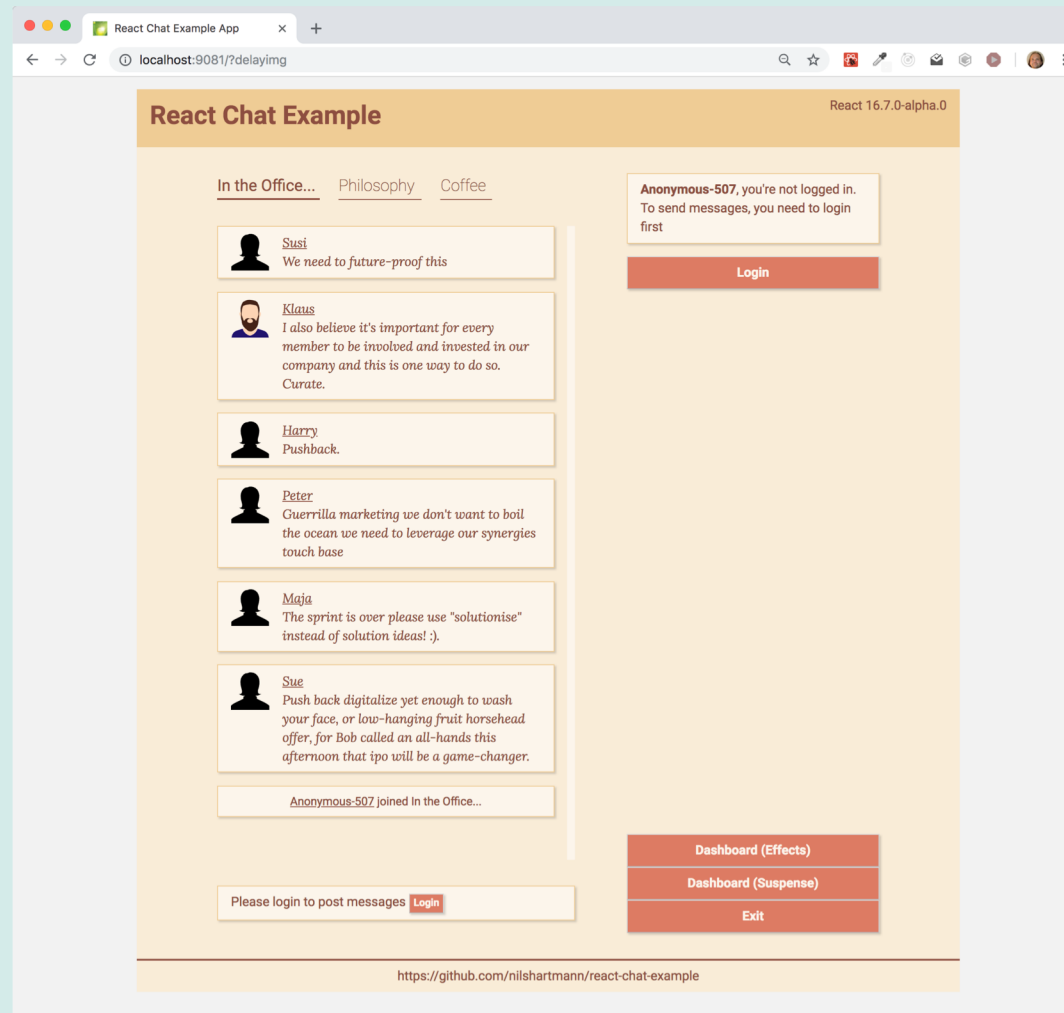 React Chat Example App
localhost:9081/?delayimg
React Chat Example
React 16.7.0-alpha.0
In the Office...
Philosophy
Coffee
Susi
We need to future-proof this
Klaus
I also believe it's important for every
member to be involved and invested in our
company and this is one way to do so.
Curate.
Harry
Pushback.
Peter
Guerrilla marketing we don't want to boil
the ocean we need to leverage our synergies
touch base
Maja
The sprint is over please use "solutionise"
instead of solution ideas! :).
Sue
Push back digitalize yet enough to wash
your face, or low-hanging fruit horsehead
offer, for Bob called an all-hands this
afternoon that ipo will be a game-changer.
Anonymous-507 joined In the Office...
Please login to post messages Login
Anonymous-507, you're not logged in.
To send messages, you need to login
first
Login
Dashboard (Effects)
Dashboard (Suspense)
Exit
https://github.com/nilshartmann/react-chat-example